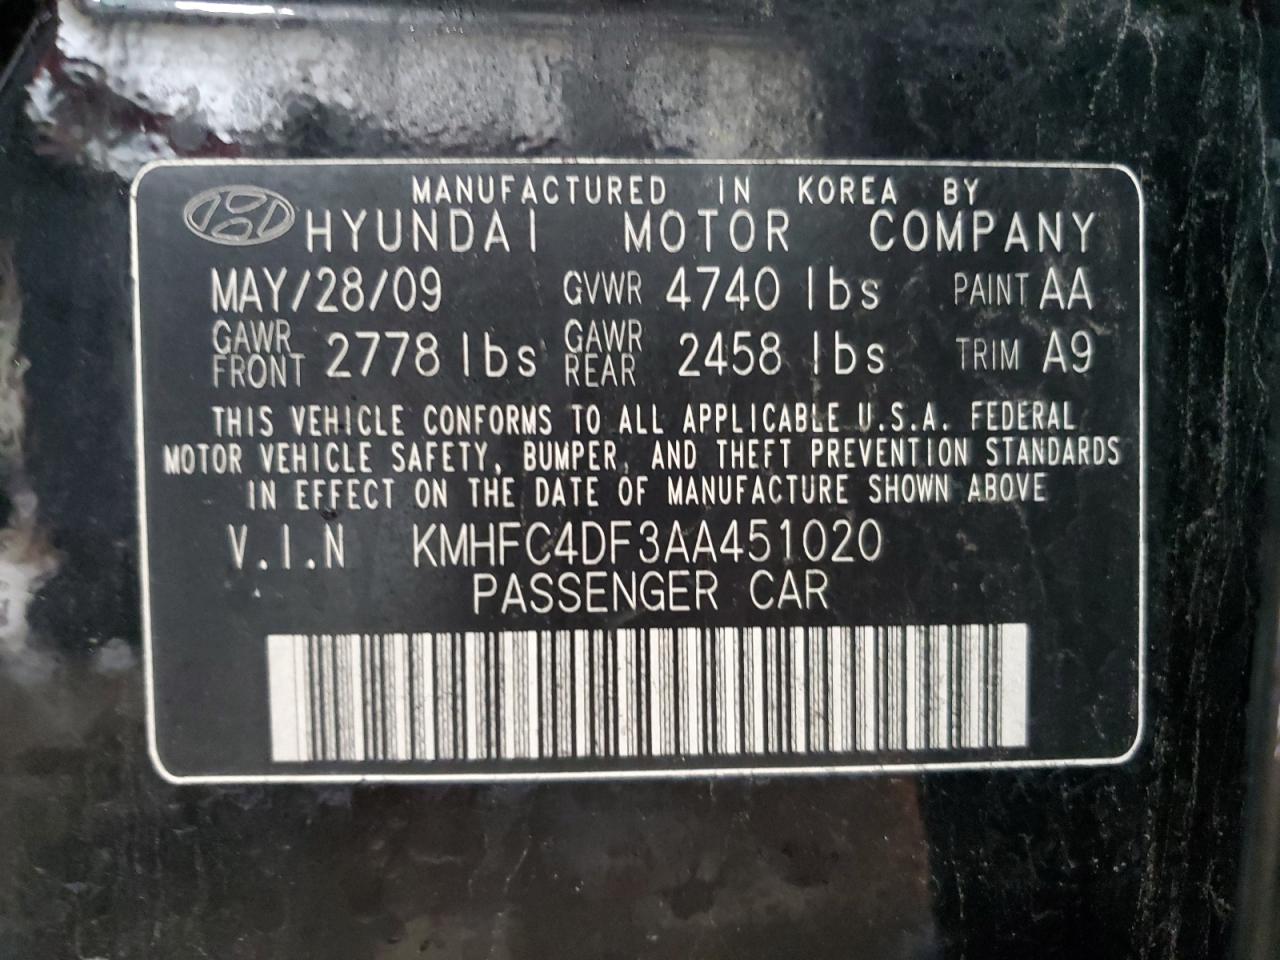 MANUFACTURED IN KOREA BY
HYUNDAI MOTOR COMPANY
MAY/28/09 GVWR 4740 lbs PAINT AA
GAWR FRONT 2778 lbs GAWR REAR 2458 lbs TRIM A9
THIS VEHICLE CONFORMS TO ALL APPLICABLE U.S.A. FEDERAL
MOTOR VEHICLE SAFETY, BUMPER, AND THEFT PREVENTION STANDARDS
IN EFFECT ON THE DATE OF MANUFACTURE SHOWN ABOVE
V.I.N KMHFC4DF3AA451020
PASSENGER CAR